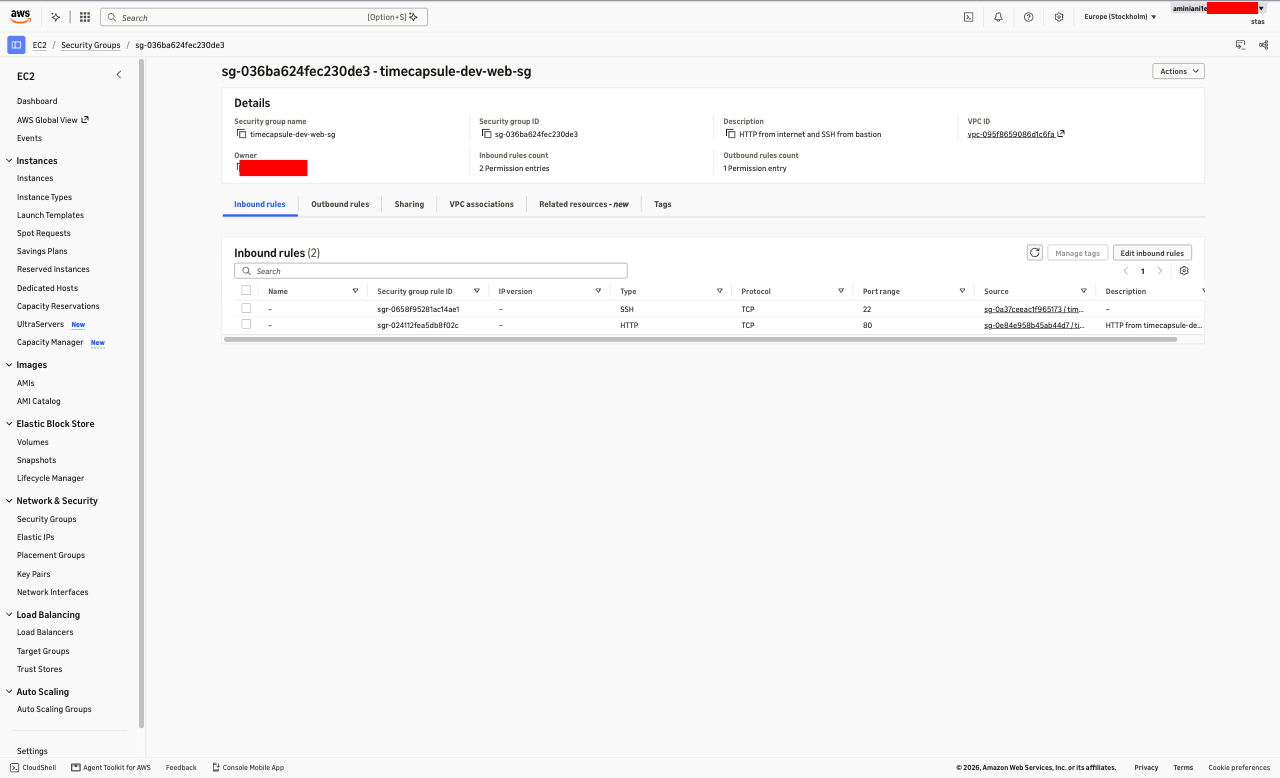 aws
Search
[Option+S]
Europe (Stockholm)
aminiani1e
stas
EC2 / Security Groups / sg-036ba624fec230de3
EC2
Dashboard
AWS Global View
Events
Instances
Instances
Instance Types
Launch Templates
Spot Requests
Savings Plans
Reserved Instances
Dedicated Hosts
Capacity Reservations
UltraServers New
Capacity Manager New
Images
AMIs
AMI Catalog
Elastic Block Store
Volumes
Snapshots
Lifecycle Manager
Network & Security
Security Groups
Elastic IPs
Placement Groups
Key Pairs
Network Interfaces
Load Balancing
Load Balancers
Target Groups
Trust Stores
Auto Scaling
Auto Scaling Groups
Settings
sg-036ba624fec230de3 - timecapsule-dev-web-sg
Actions
Details
Security group name
timecapsule-dev-web-sg
Security group ID
sg-036ba624fec230de3
Description
HTTP from internet and SSH from bastion
VPC ID
vpc-095f8659086d1c6fa
Owner
Inbound rules count
2 Permission entries
Outbound rules count
1 Permission entry
Inbound rules
Outbound rules
Sharing
VPC associations
Related resources - new
Tags
Inbound rules (2)
Manage tags
Edit inbound rules
Search
1
Name Security group rule ID IP version Type Protocol Port range Source Description
– sgr-0658f95281ac14ae1 – SSH TCP 22 sg-0a37ceeac1f965173 / tim... –
– sgr-024112fea5db8f02c – HTTP TCP 80 sg-0e84e958b45ab44d7 / ti... HTTP from timecapsule-de...
CloudShell
Agent Toolkit for AWS
Feedback
Console Mobile App
© 2026, Amazon Web Services, Inc. or its affiliates.
Privacy
Terms
Cookie preferences